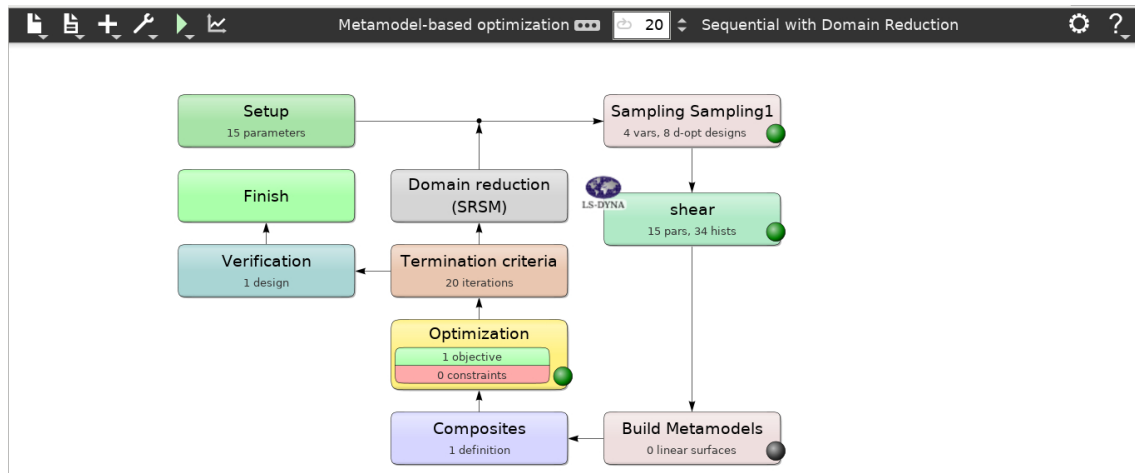 Metamodel-based optimization 20 Sequential with Domain Reduction ?
Setup
15 parameters
Sampling Sampling1
4 vars, 8 d-opt designs
Finish
Domain reduction
(SRSM)
LS-DYNA
shear
15 pars, 34 hists
Verification
1 design
Termination criteria
20 iterations
Optimization
1 objective
0 constraints
Composites
1 definition
Build Metamodels
0 linear surfaces